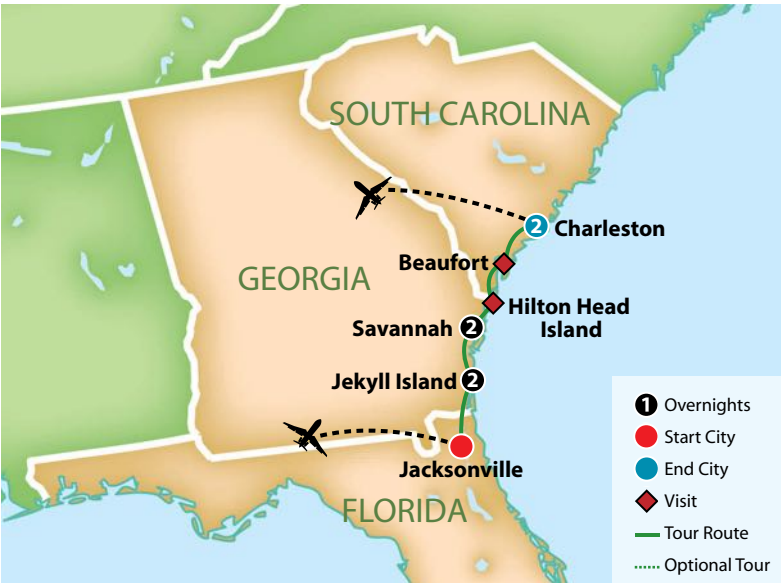 SOUTH CAROLINA
2 Charleston
Beaufort
GEORGIA
Hilton Head
Island
Savannah 2
Jekyll Island 2
Jacksonville
FLORIDA
1 Overnights
Start City
End City
Visit
Tour Route
Optional Tour